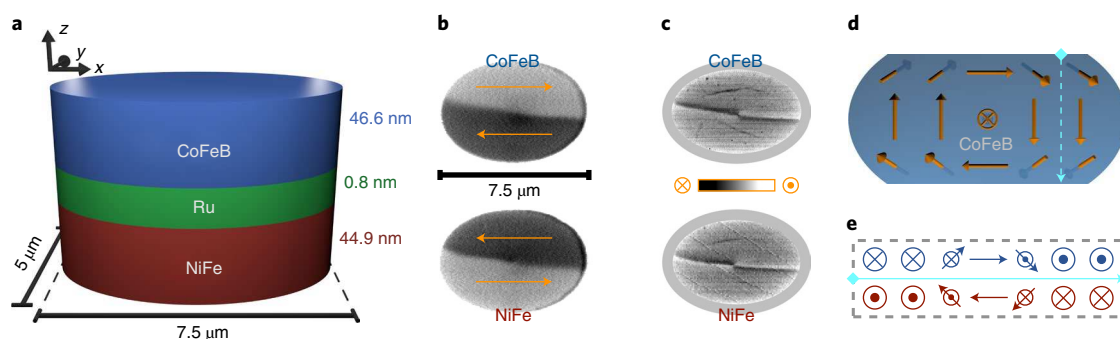 a
z
y
x
CoFeB
Ru
NiFe
46.6 nm
0.8 nm
44.9 nm
5 μm
7.5 μm
b
CoFeB
7.5 μm
NiFe
c
CoFeB
NiFe
d
CoFeB
e